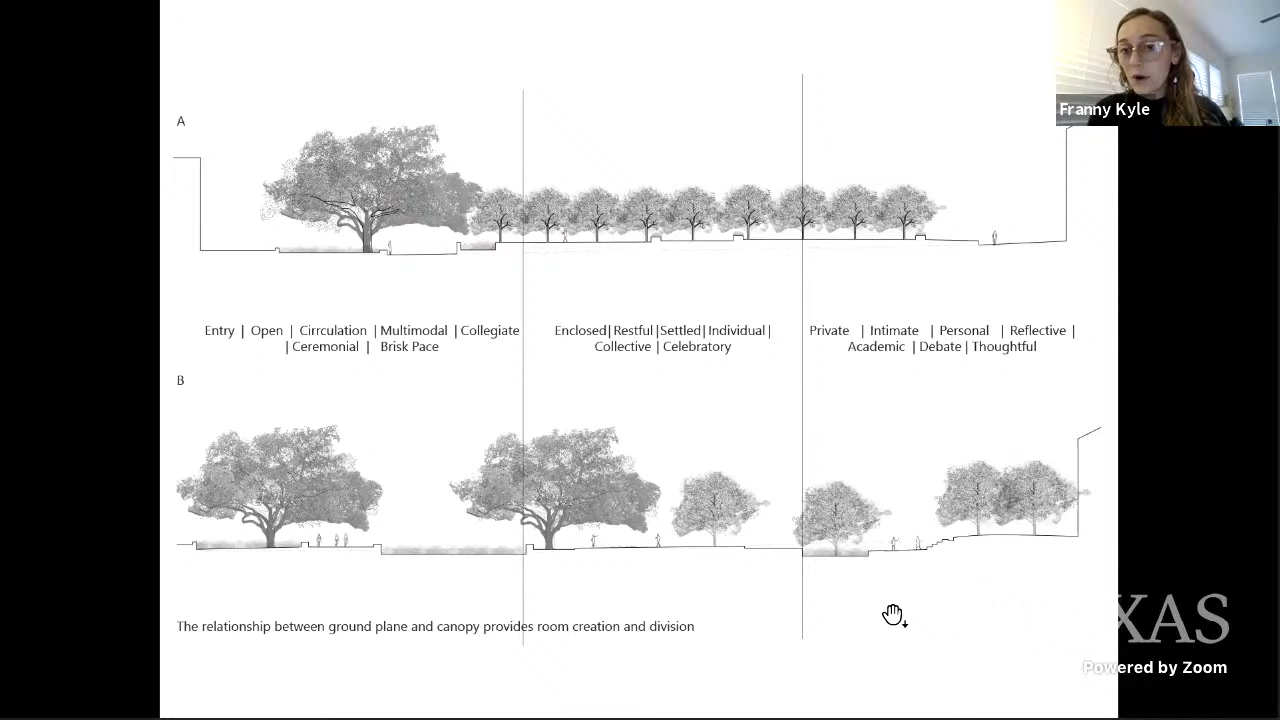 Franny Kyle
A
Entry | Open | Cirrculation | Multimodal | Collegiate
| Ceremonial | Brisk Pace
Enclosed| Restful |Settled| Individual|
Collective | Celebratory
Private | Intimate | Personal | Reflective |
Academic | Debate | Thoughtful
B
The relationship between ground plane and canopy provides room creation and division
XAS
Powered by Zoom